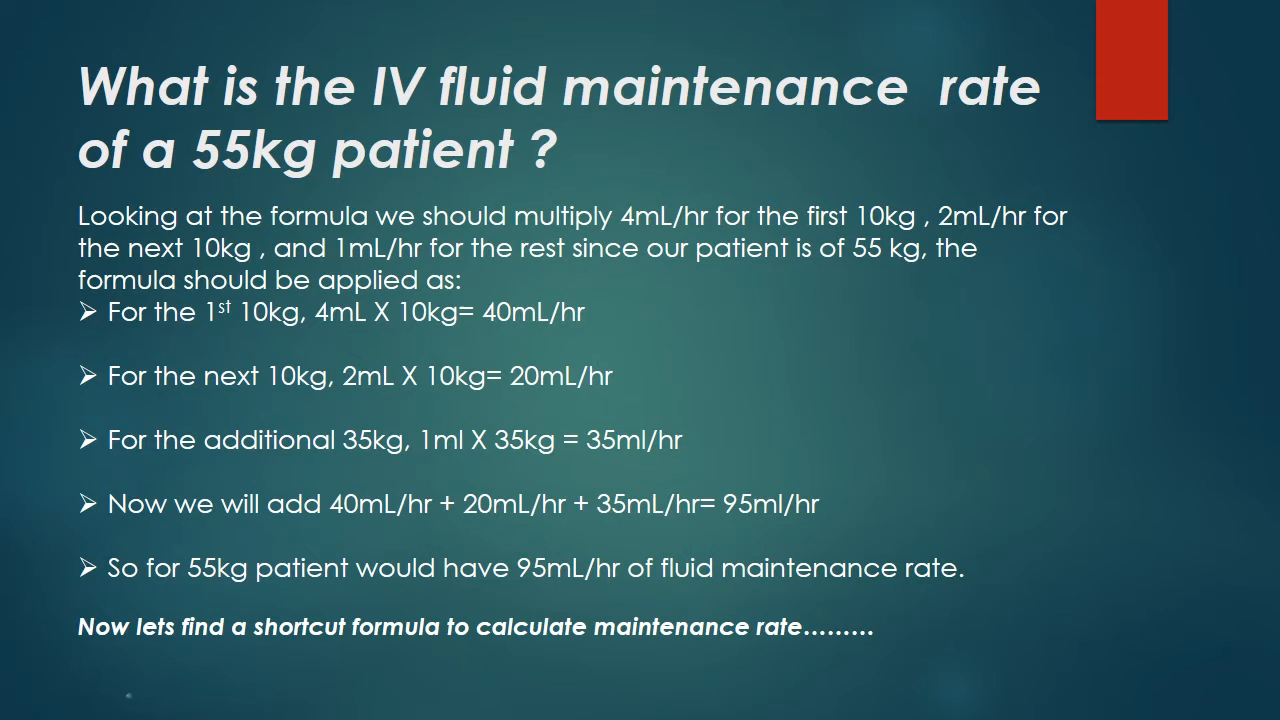 What is the IV fluid maintenance  rate
of a 55kg patient ?
Looking at the formula we should multiply 4mL/hr for the first 10kg , 2mL/hr for
the next 10kg , and 1mL/hr for the rest since our patient is of 55 kg, the
formula should be applied as:
➢ For the 1st 10kg, 4mL X 10kg= 40mL/hr
➢ For the next 10kg, 2mL X 10kg= 20mL/hr
➢ For the additional 35kg, 1ml X 35kg = 35ml/hr
➢ Now we will add 40mL/hr + 20mL/hr + 35mL/hr= 95ml/hr
➢ So for 55kg patient would have 95mL/hr of fluid maintenance rate.
Now lets find a shortcut formula to calculate maintenance rate………